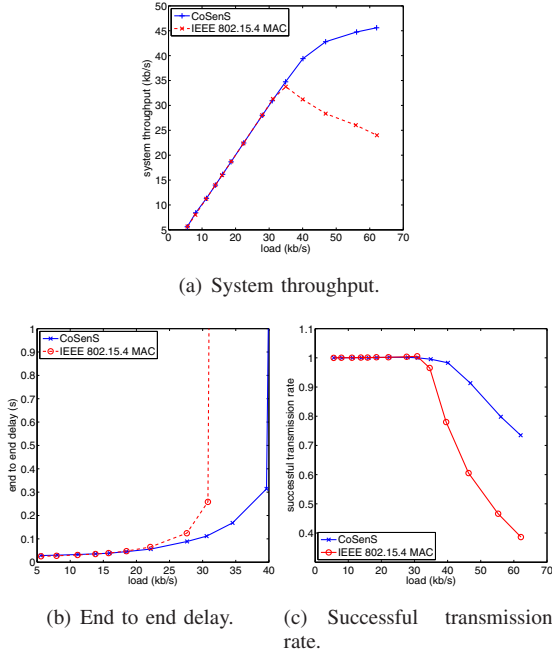 CoSenS
IEEE 802.15.4 MAC
50
45
40
35
30
25
20
15
10
5
system throughput (kb/s)
0 10 20 30 40 50 60 70
load (kb/s)
(a) System throughput.
CoSenS
IEEE 802.15.4 MAC
1
0.9
0.8
0.7
0.6
0.5
0.4
0.3
0.2
0.1
0
end to end delay (s)
5 10 15 20 25 30 35 40
load (kb/s)
(b) End to end delay.
1.1
1
0.9
0.8
0.7
0.6
0.5
0.4
successful transmission rate
CoSenS
IEEE 802.15.4 MAC
0 10 20 30 40 50 60 70
load (kb/s)
(c) Successful transmission
rate.